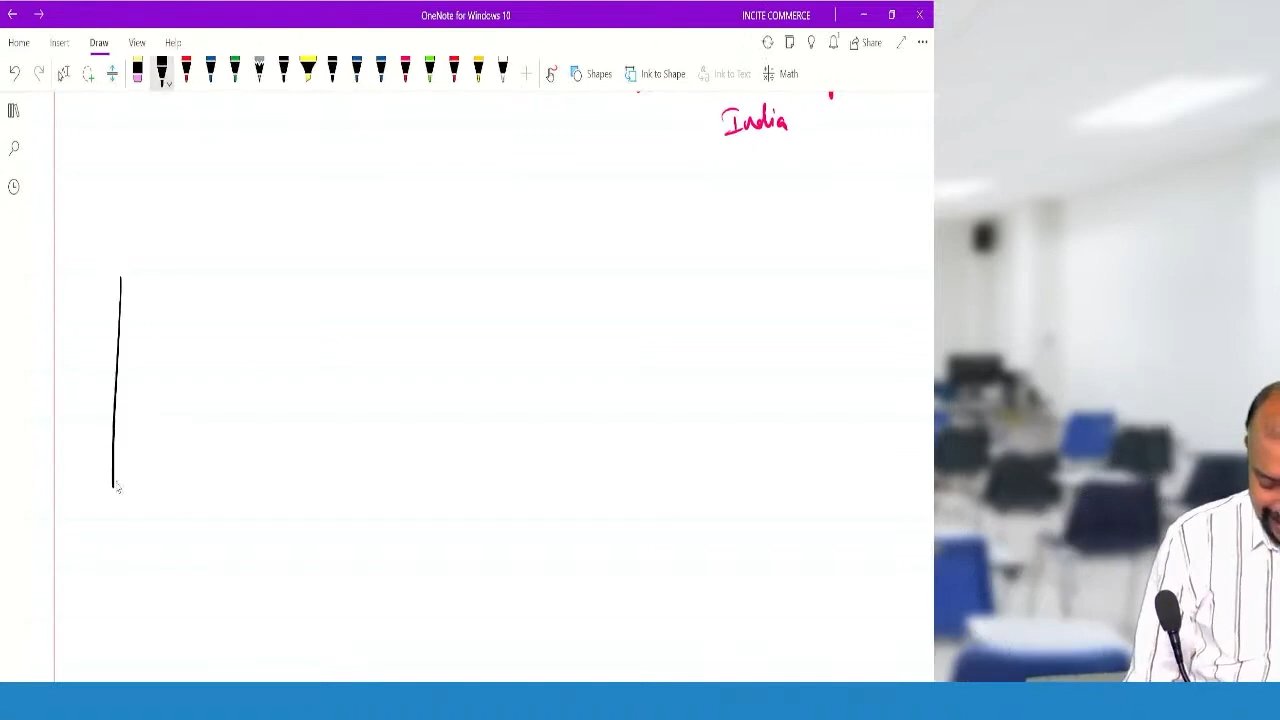 OneNote for Windows 10
INCITE COMMERCE
Home Insert Draw View Help
Share
Shapes Ink to Shape Ink to Text Math
India